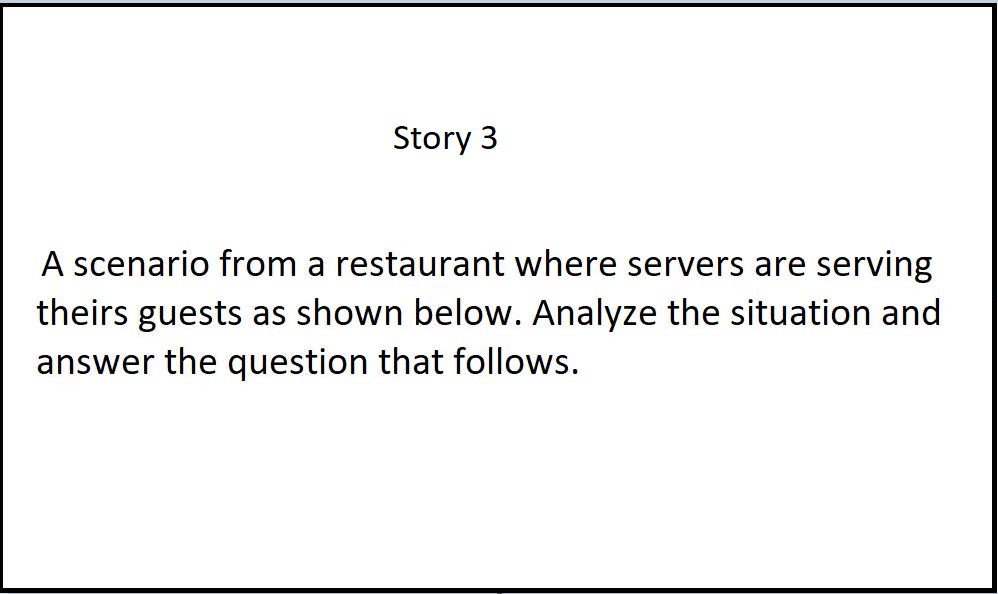 Story 3
A scenario from a restaurant where servers are serving
theirs guests as shown below. Analyze the situation and
answer the question that follows.